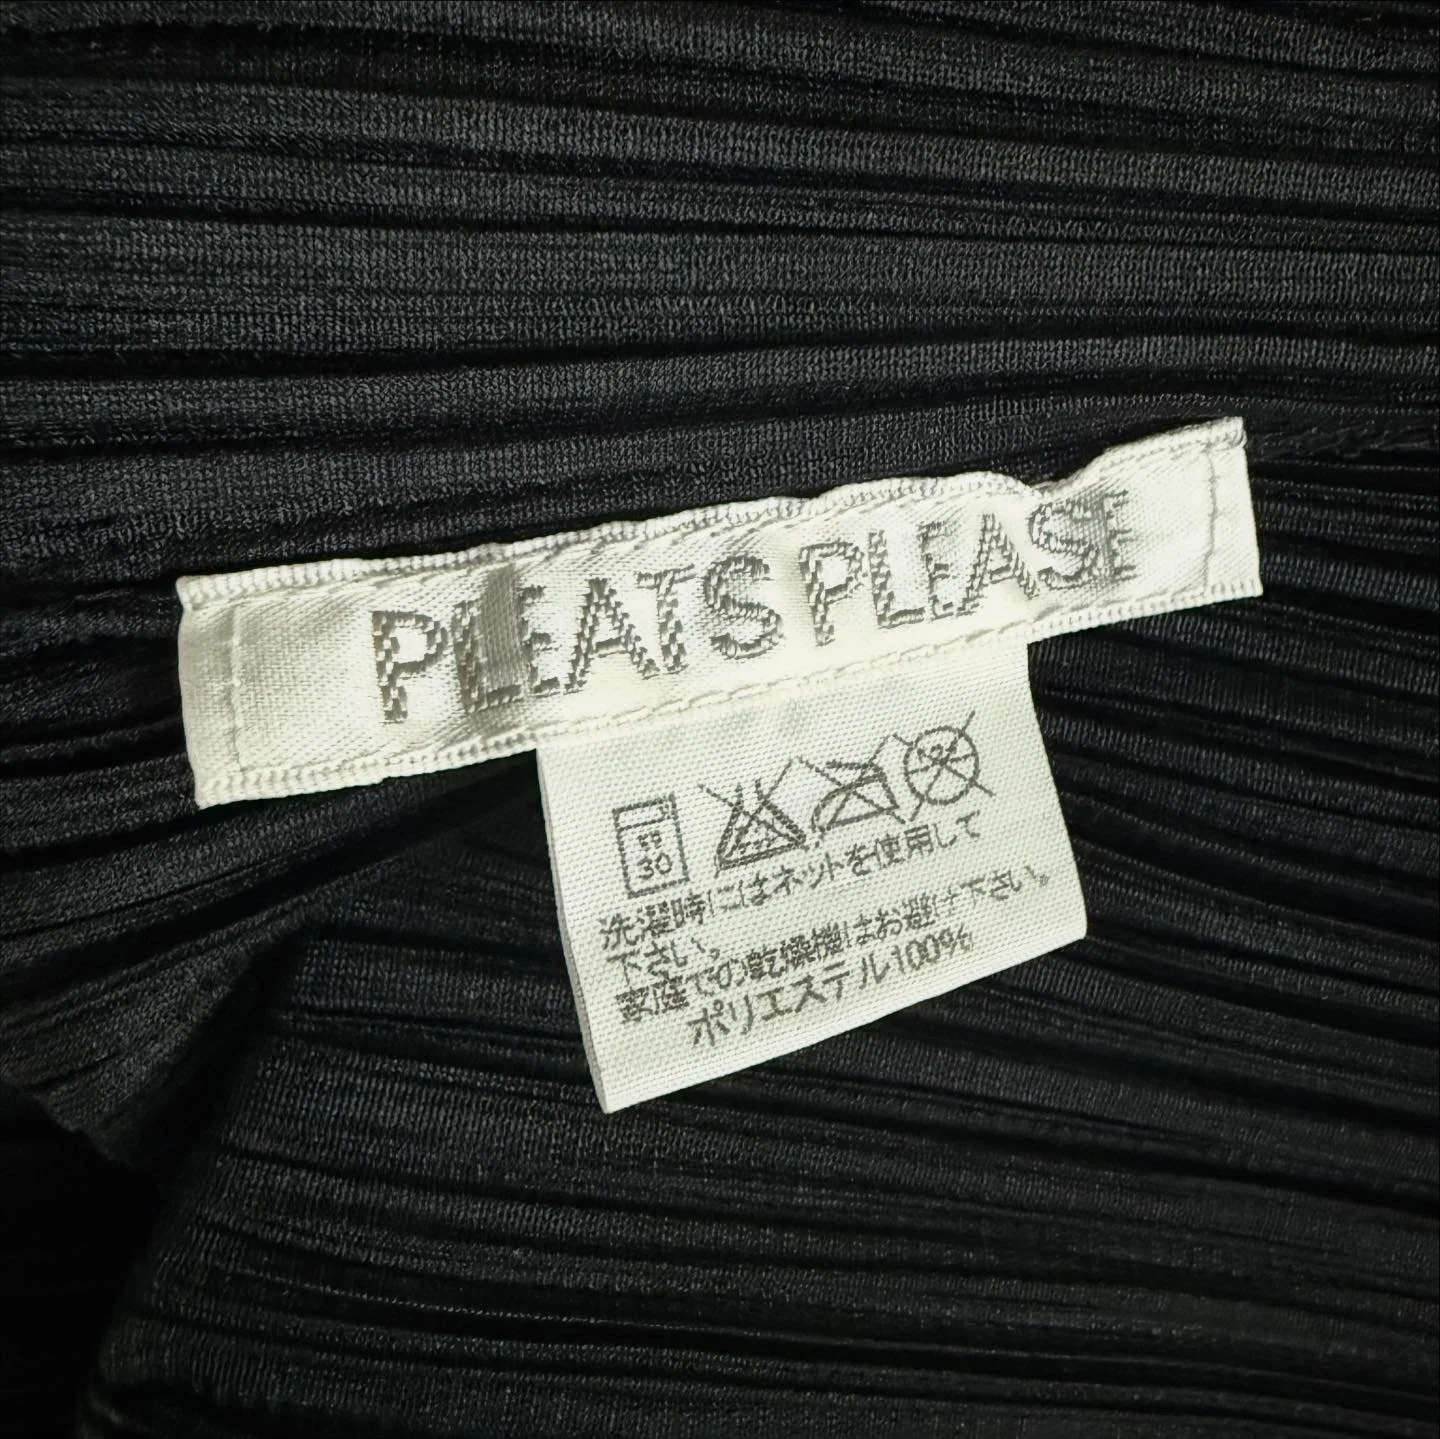 PLEATS PLEASE
30
洗濯時にはネットを使用して
下さい。
家庭での乾燥機はお避け下さい。
ポリエステル100%